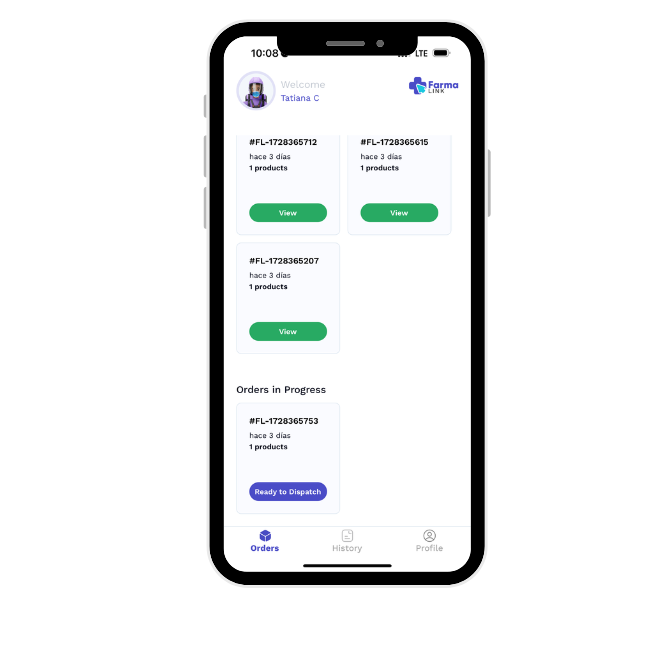 10:08
LTE
Welcome
Tatiana C
Farma
LINK
#FL-1728365712
hace 3 días
1 products
View
#FL-1728365615
hace 3 días
1 products
View
#FL-1728365207
hace 3 días
1 products
View
Orders in Progress
#FL-1728365753
hace 3 días
1 products
Ready to Dispatch
Orders
History
Profile